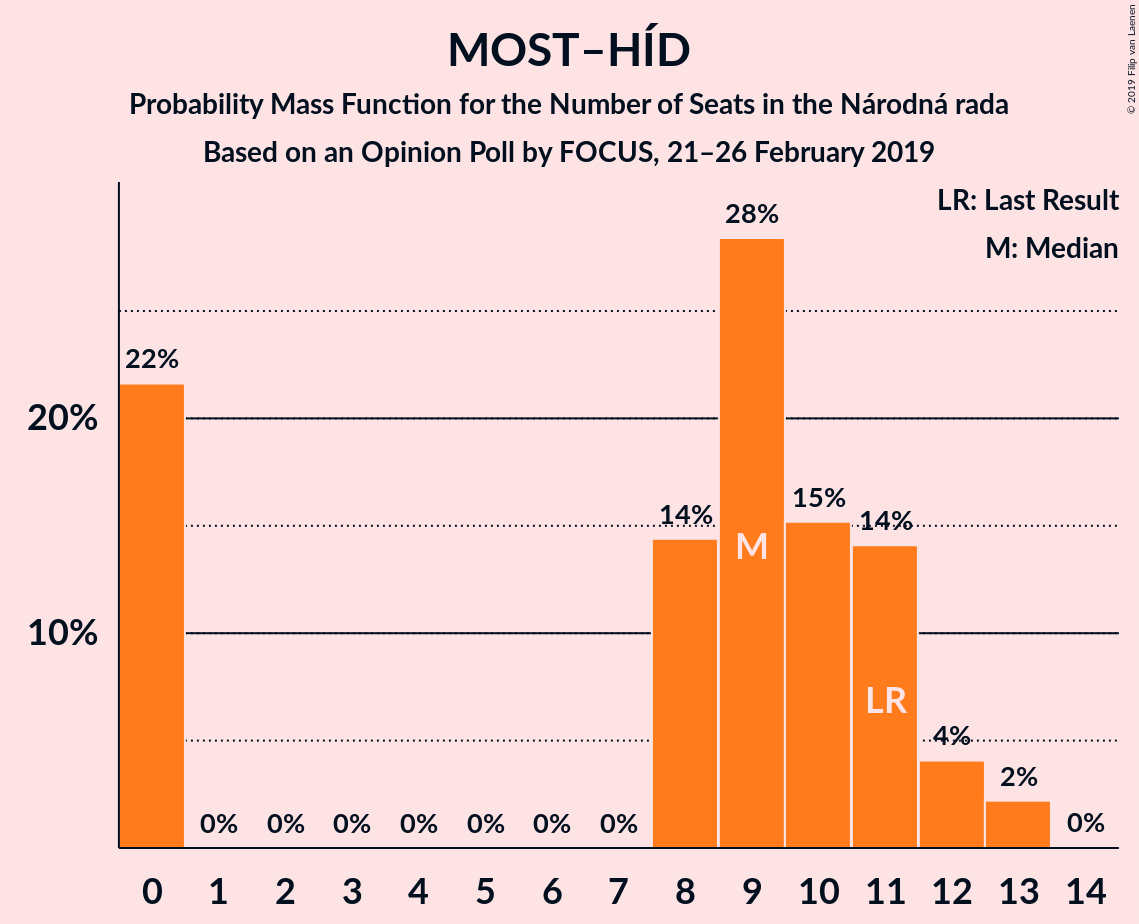 MOST–HÍD
Probability Mass Function for the Number of Seats in the Národná rada
Based on an Opinion Poll by FOCUS, 21–26 February 2019
© 2019 Filip van Laenen
LR: Last Result
M: Median
20%
10%
22%
0%
0%
0%
0%
0%
0%
0%
14%
28%
15%
14%
4%
2%
0%
M
LR
0 1 2 3 4 5 6 7 8 9 10 11 12 13 14